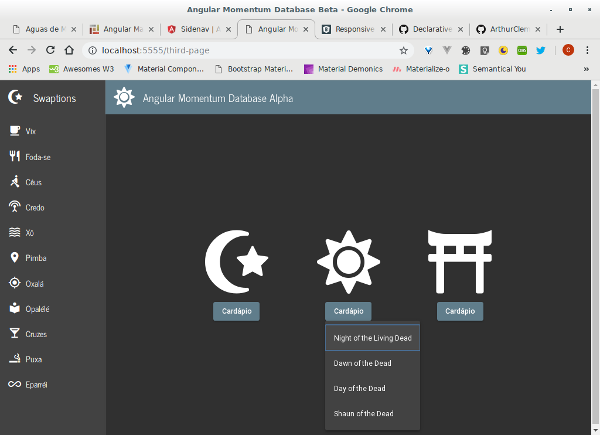 Angular Momentum Database Beta - Google Chrome
Aguas de M
Angular Ma
Sidenav | A
Angular Mo
Responsive
Declarative
ArthurClem
localhost:5555/third-page
C
Apps
Awesomes W3
Material Compon...
Bootstrap Materi...
Material Demonics
Materialize-o
Semantical You
»
Swaptions
Angular Momentum Database Alpha
Vix
Foda-se
Céus
Credo
Xô
Pimba
Oxalá
Opalélé
Cruzes
Puxa
Eparréi
Cardápio
Cardápio
Cardápio
Night of the Living Dead
Dawn of the Dead
Day of the Dead
Shaun of the Dead